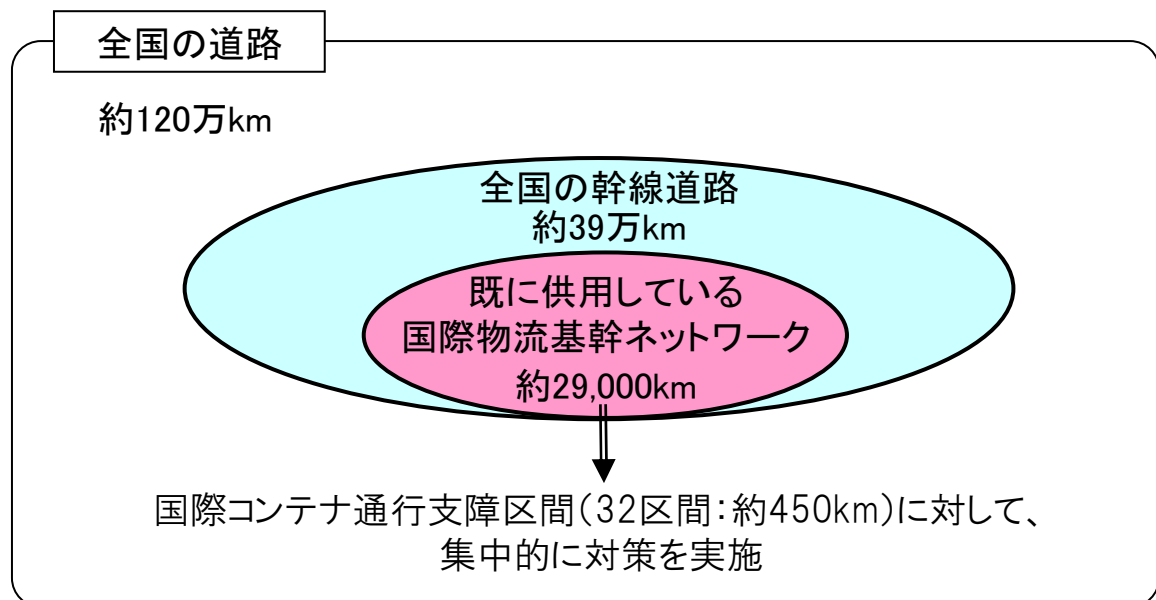 全国の道路
約120万km
全国の幹線道路
約39万km
既に供用している
国際物流基幹ネットワーク
約29,000km
国際コンテナ通行支障区間(32区間:約450km)に対して、
集中的に対策を実施